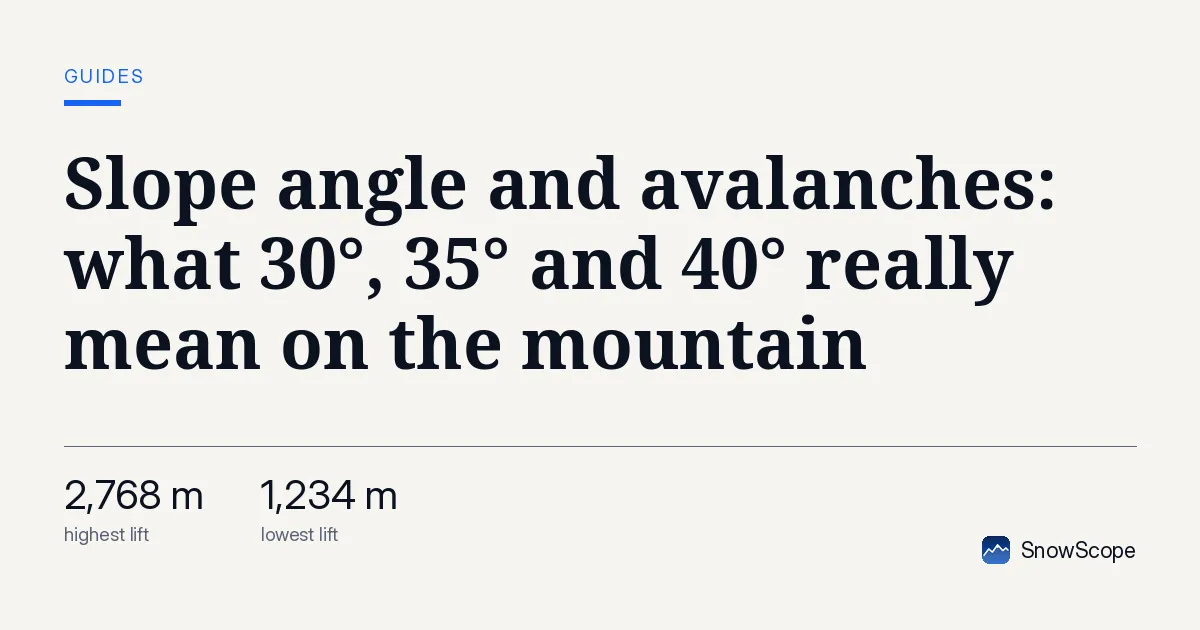 GUIDES
Slope angle and avalanches:
what 30°, 35° and 40° really
mean on the mountain
2,768 m
highest lift
1,234 m
lowest lift
SnowScope